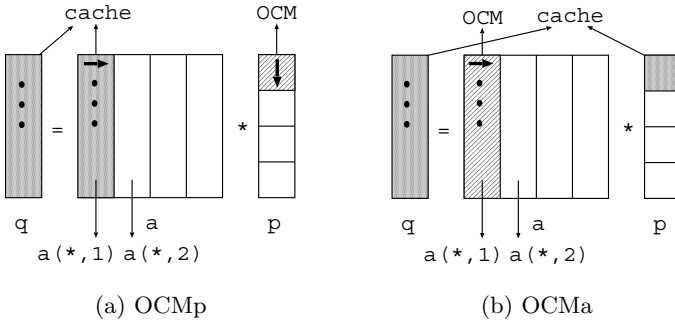 cache
OCM
=
*
q
a
p
a(*,1) a(*,2)
(a) OCMp
OCM
cache
=
*
q
a
p
a(*,1) a(*,2)
(b) OCMa